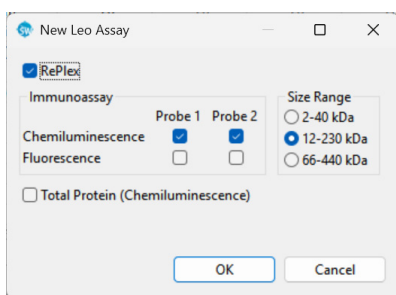 SW New Leo Assay
RePlex
Immunoassay
Probe 1 Probe 2
Chemiluminescence
Fluorescence
Size Range
2-40 kDa
12-230 kDa
66-440 kDa
Total Protein (Chemiluminescence)
OK Cancel